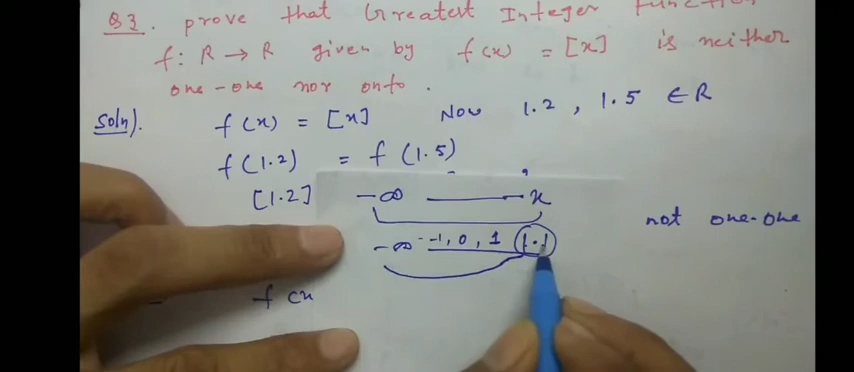 Q3. prove that Greatest Integer Function
f: R → R given by f(x) = [x] is neither
one-one nor onto.
Soln). f(x) = [x] Now 1.2, 1.5 ∈ R
f(1.2) = f(1.5)
[1.2] -∞ ——— x
not one-one
-∞ -1, 0, 1 1.1
f(x